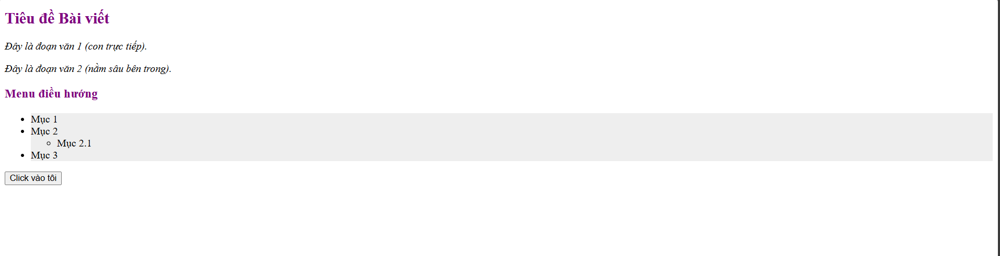 Tiêu đề Bài viết
Đây là đoạn văn 1 (con trực tiếp).
Đây là đoạn văn 2 (nằm sâu bên trong).
Menu điều hướng
Mục 1
Mục 2
Mục 2.1
Mục 3
Click vào tôi